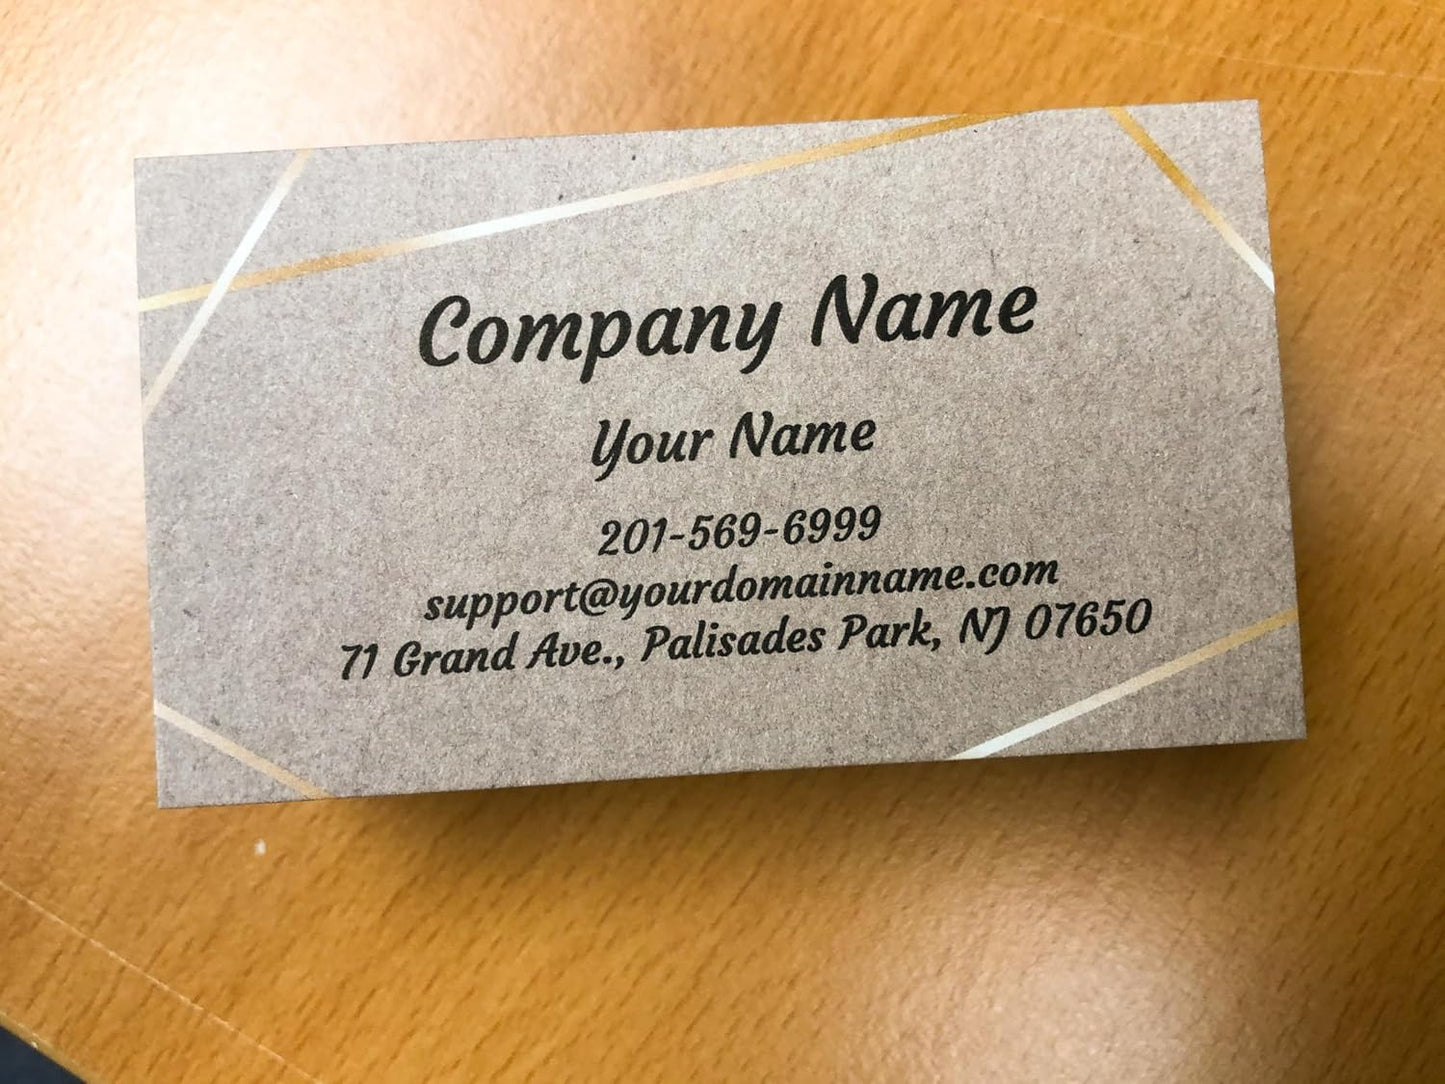 Company Name
Your Name
201-569-6999
support@yourdomainname.com
71 Grand Ave., Palisades Park, NJ 07650